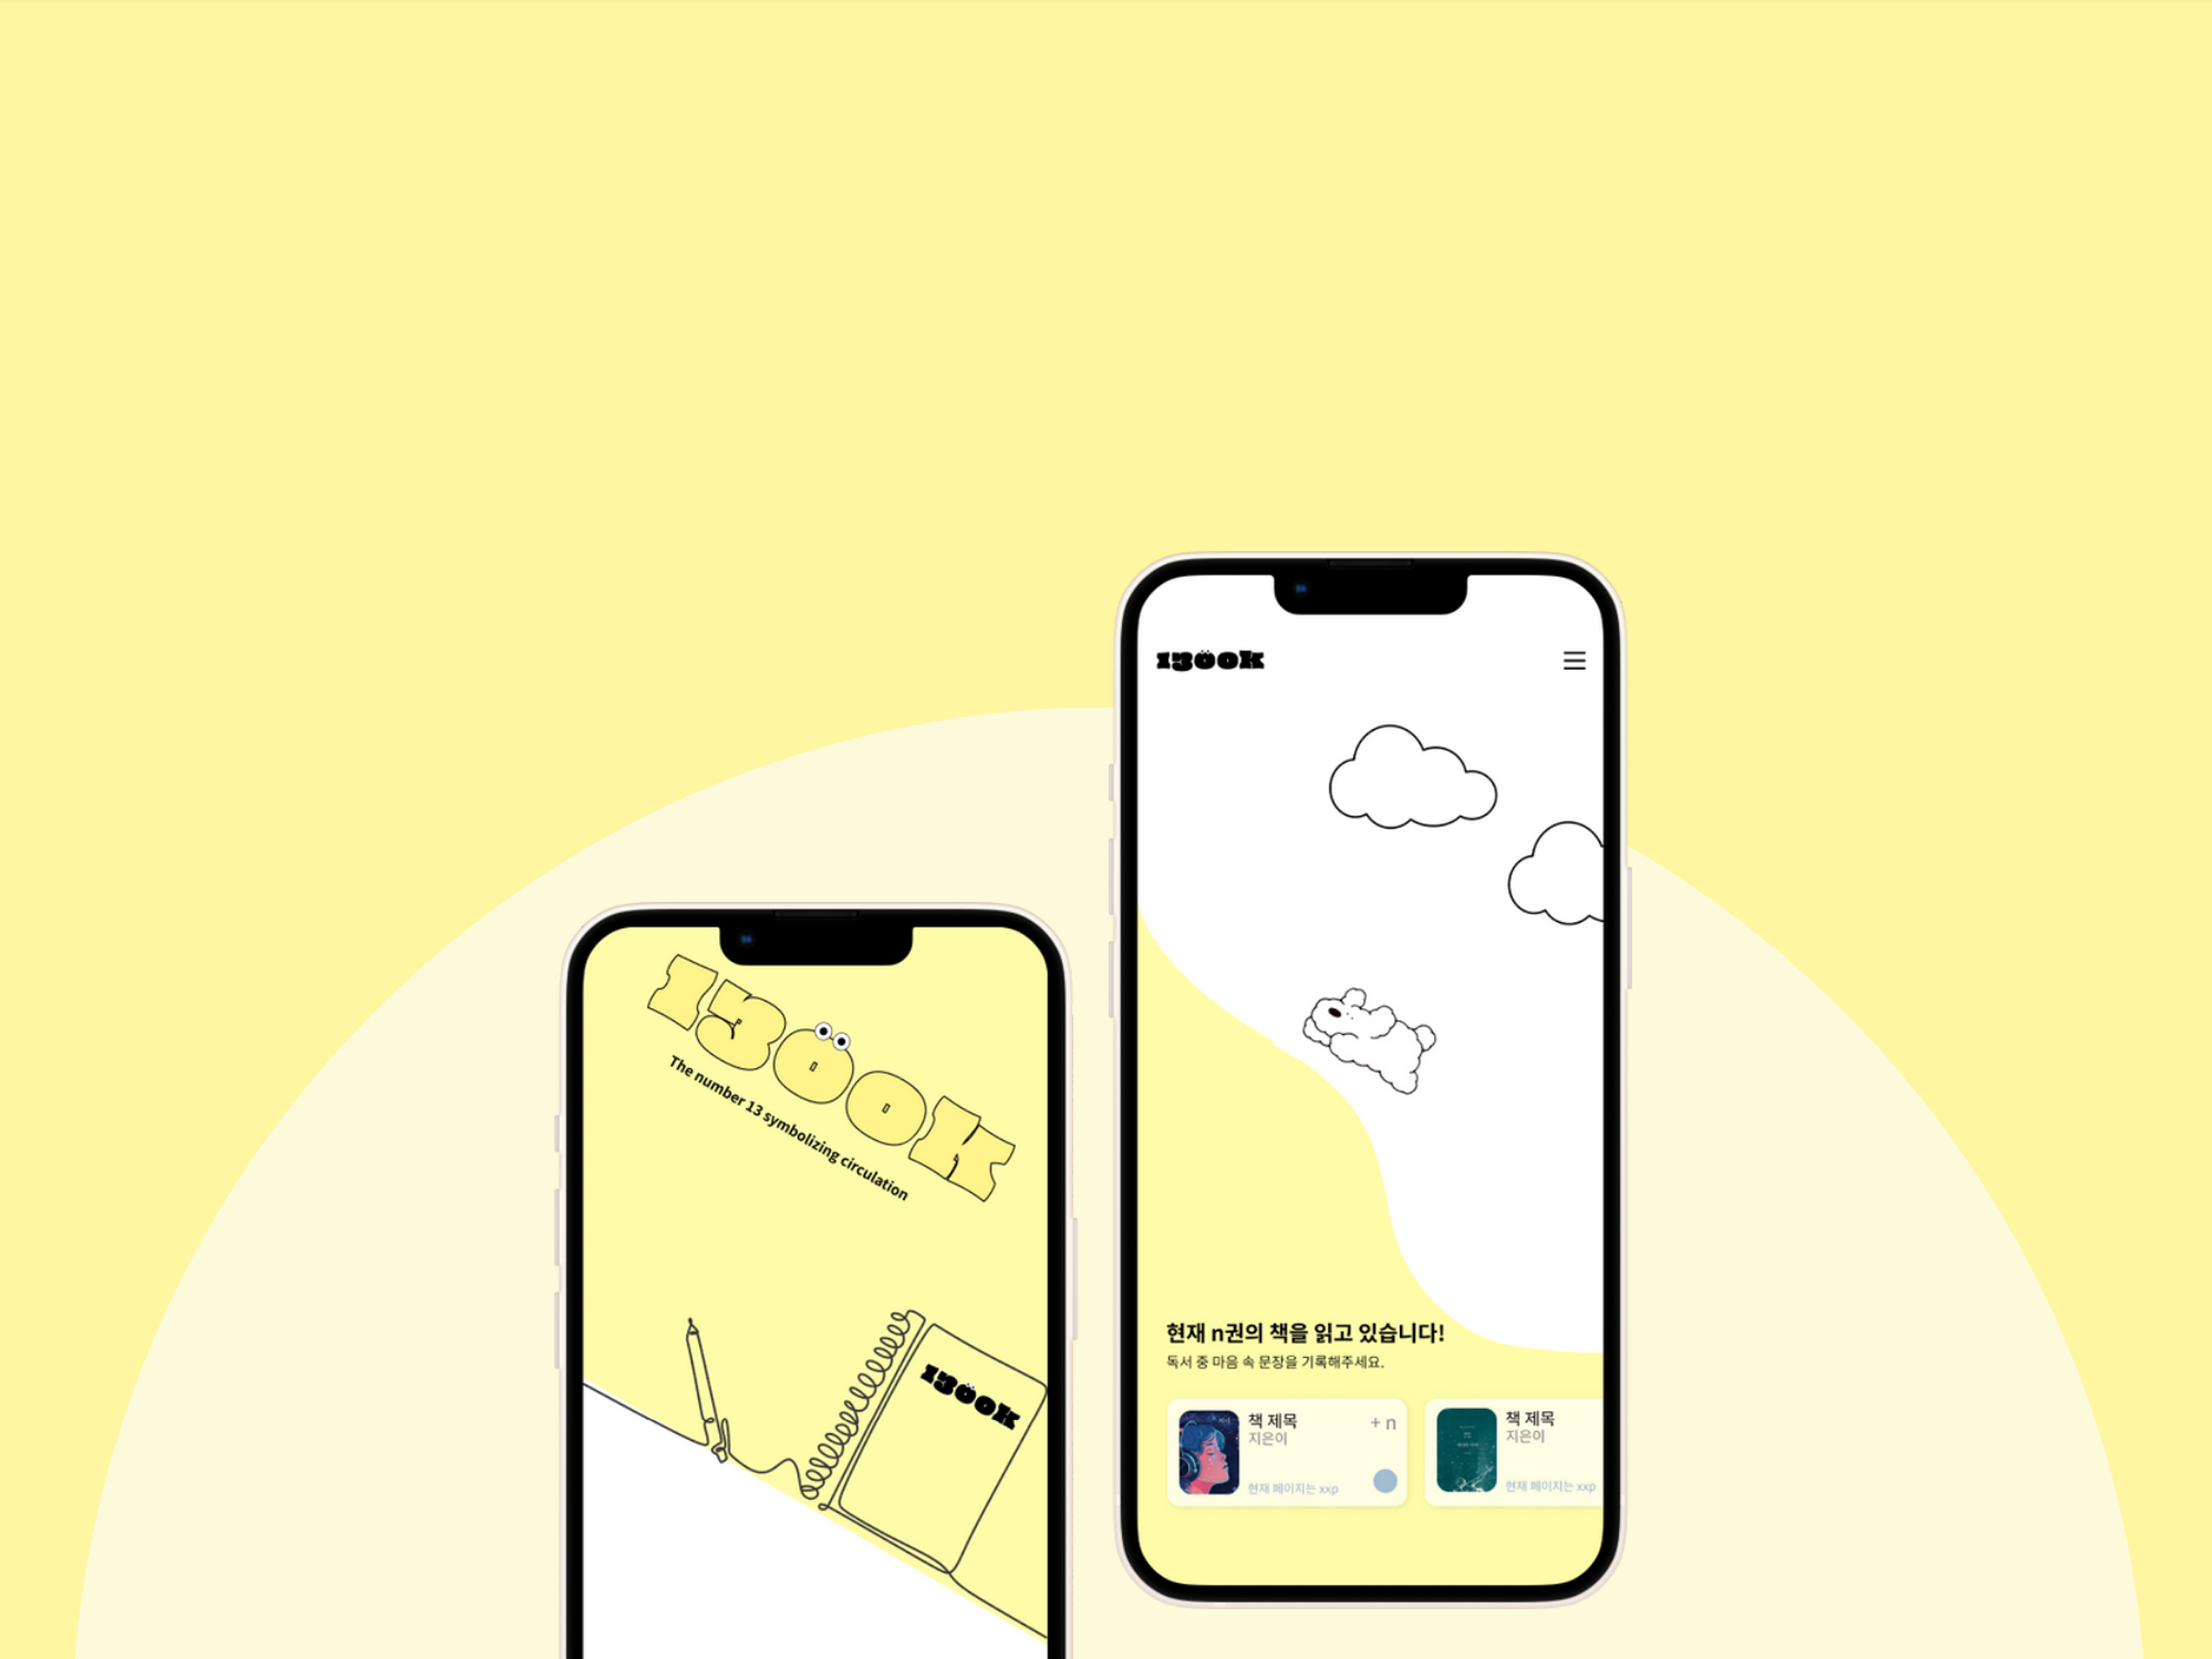 13ööK
The number 13 symbolizing circulation
13ööK
13ööK
현재 n권의 책을 읽고 있습니다!
독서 중 마음 속 문장을 기록해주세요.
책 제목
+ n
지은이
현재 페이지는 xxp
책 제목
지은이
현재 페이지는 xxp